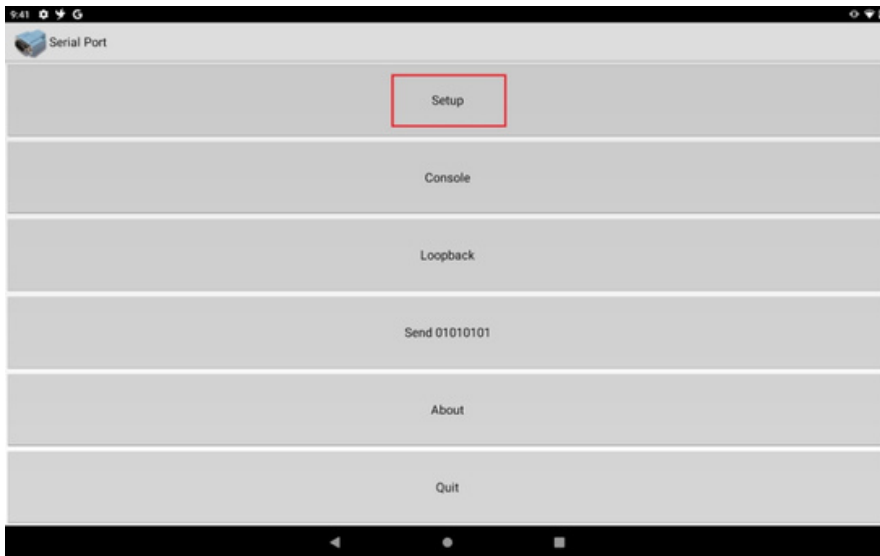 9:41 G
Serial Port
Setup
Console
Loopback
Send 01010101
About
Quit